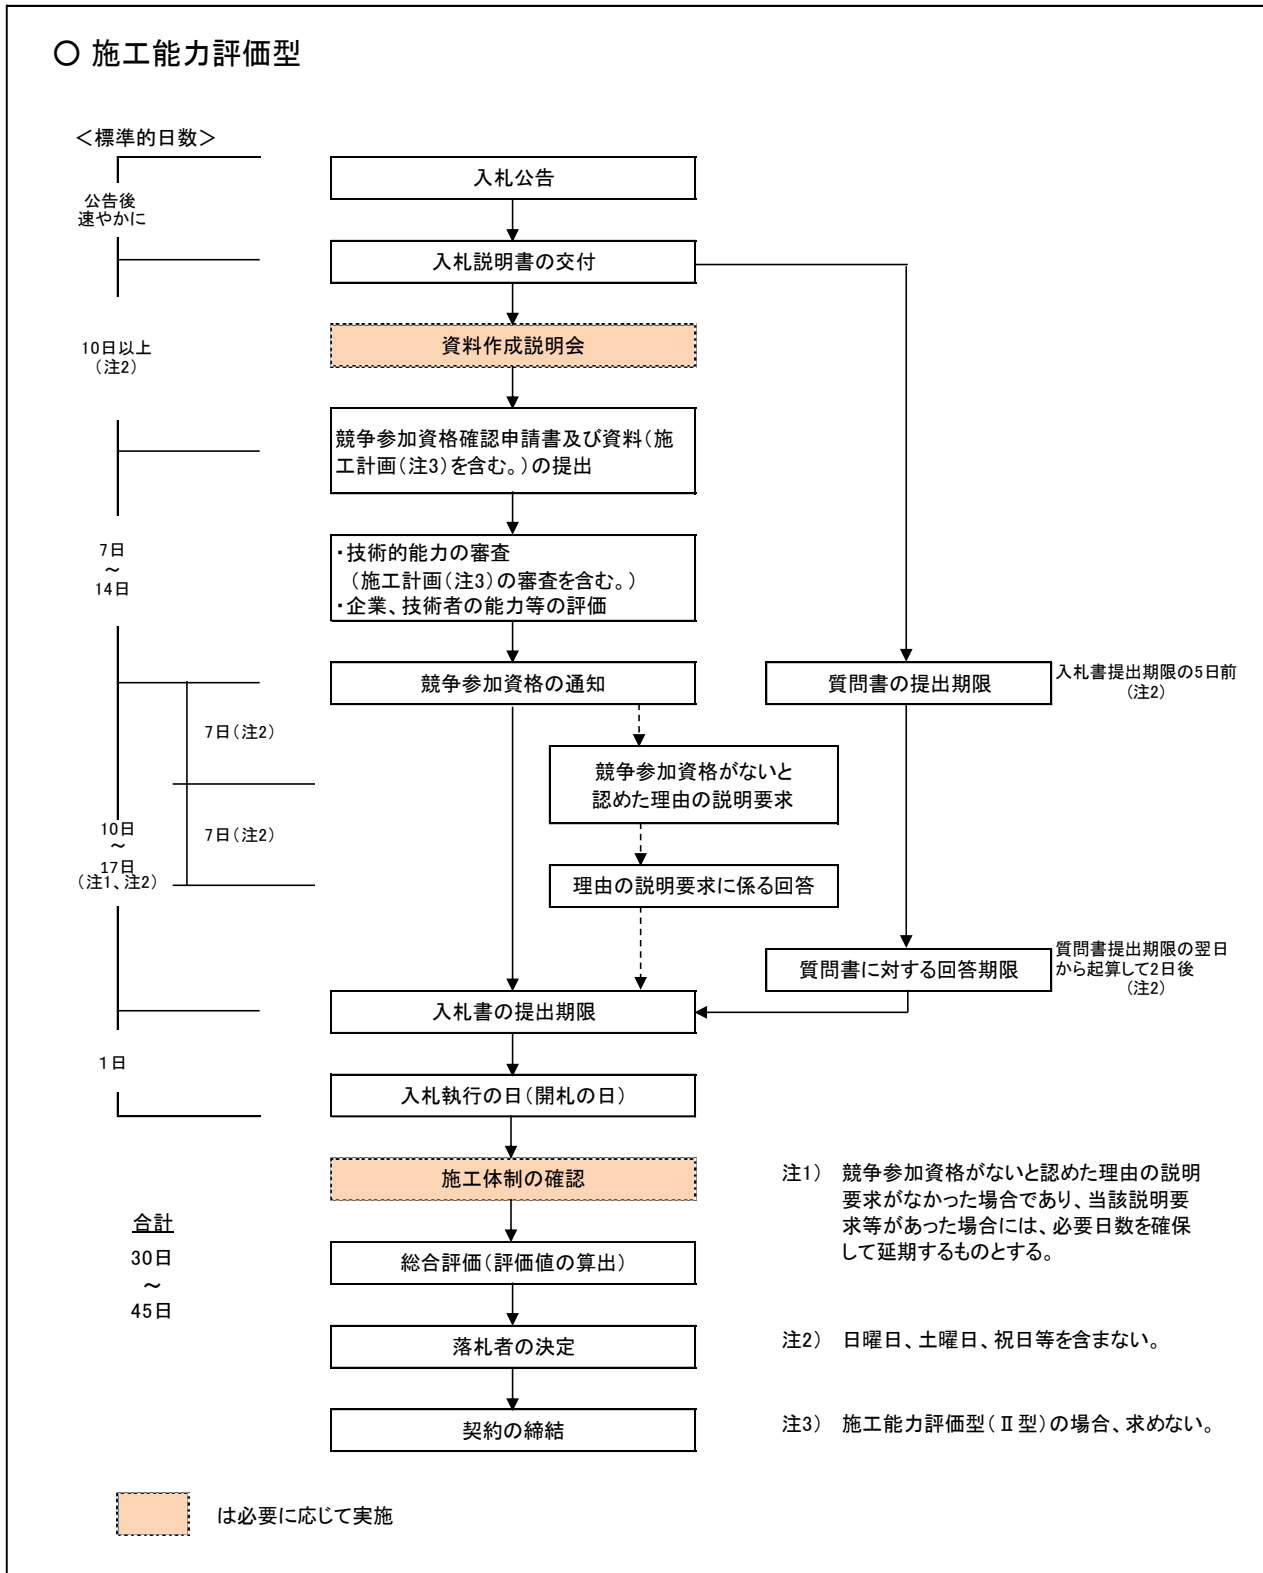 ○ 施工能力評価型
＜標準的日数＞
入札公告
公告後
速やかに
入札説明書の交付
資料作成説明会
10日以上
（注2）
競争参加資格確認申請書及び資料（施
工計画（注3）を含む。）の提出
7日
～
14日
・技術的能力の審査
（施工計画（注3）の審査を含む。）
・企業、技術者の能力等の評価
競争参加資格の通知
質問書の提出期限
入札書提出期限の5日前
（注2）
7日（注2）
競争参加資格がないと
認めた理由の説明要求
7日（注2）
10日
～
17日
（注1、注2）
理由の説明要求に係る回答
質問書に対する回答期限
質問書提出期限の翌日
から起算して2日後
（注2）
入札書の提出期限
1日
入札執行の日（開札の日）
施工体制の確認
総合評価（評価値の算出）
落札者の決定
契約の締結
合計
30日
～
45日
注1） 競争参加資格がないと認めた理由の説明
要求がなかった場合であり、当該説明要
求等があった場合には、必要日数を確保
して延期するものとする。
注2） 日曜日、土曜日、祝日等を含まない。
注3） 施工能力評価型（Ⅱ型）の場合、求めない。
は必要に応じて実施